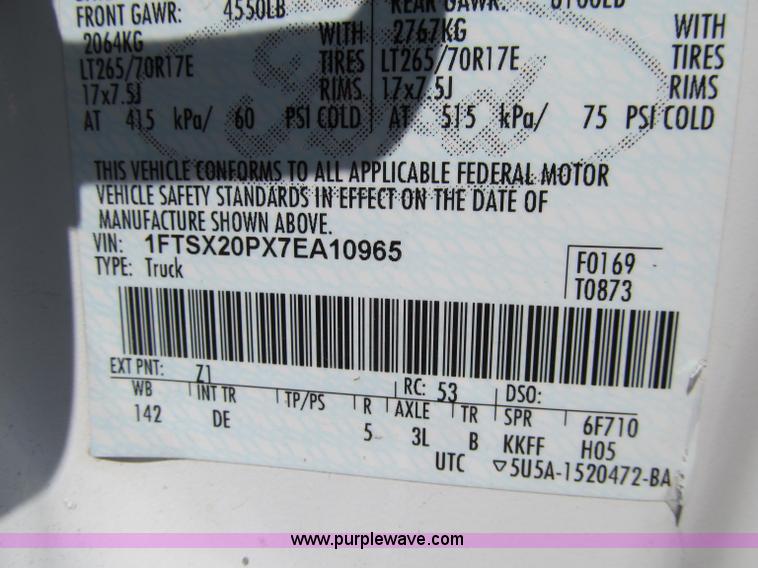 FRONT GAWR: 4550LB REAR GAWR: 6100LB
2064KG WITH 2767KG WITH
LT265/70R17E TIRES LT265/70R17E TIRES
17x7.5J RIMS 17x7.5J RIMS
AT 415 kPa/ 60 PSI COLD AT 515 kPa/ 75 PSI COLD
THIS VEHICLE CONFORMS TO ALL APPLICABLE FEDERAL MOTOR
VEHICLE SAFETY STANDARDS IN EFFECT ON THE DATE OF
MANUFACTURE SHOWN ABOVE.
VIN: 1FTSX20PX7EA10965
TYPE: Truck
F0169
T0873
EXT PNT: Z1 RC: 53 DSO:
WB INT TR TP/PS R AXLE TR SPR 6F710
142 DE 5 3L B KKFF H05
UTC ▽5U5A-1520472-BA
www.purplewave.com